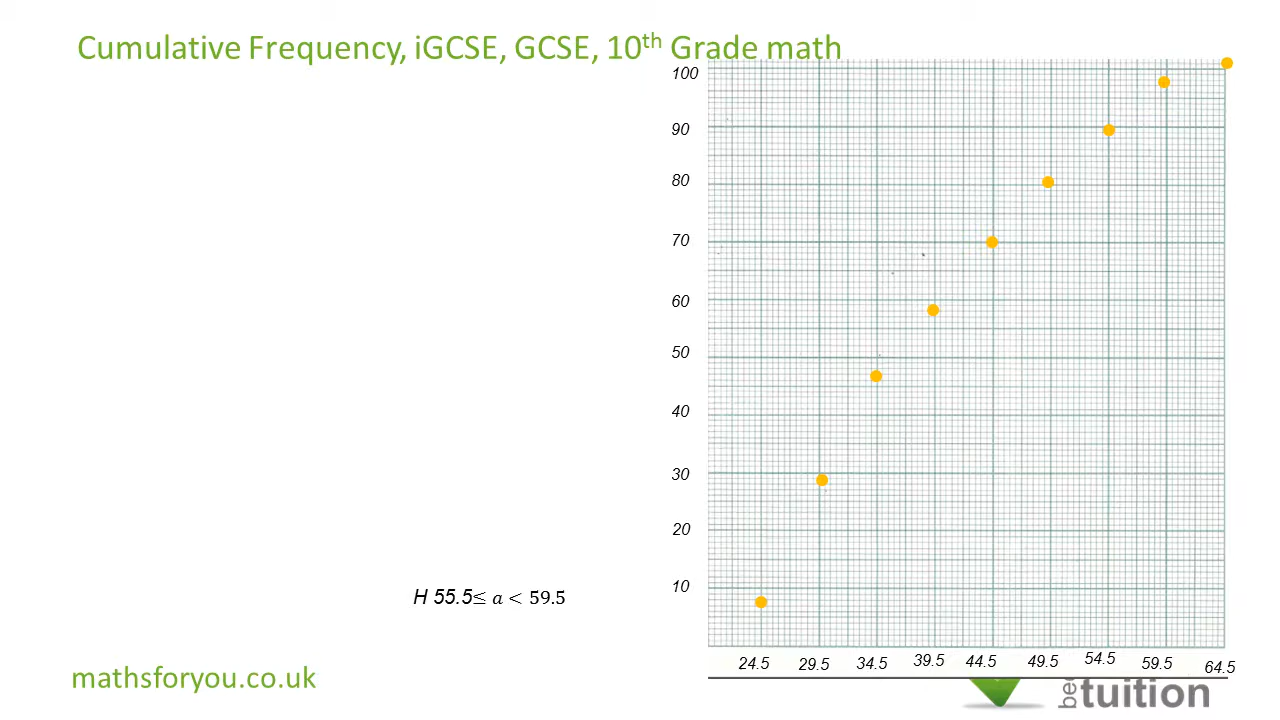 Cumulative Frequency, iGCSE, GCSE, 10th Grade math
100
90
80
70
60
50
40
30
20
10
H 55.5≤ a < 59.5
24.5 29.5 34.5 39.5 44.5 49.5 54.5 59.5 64.5
mathsforyou.co.uk
be tuition